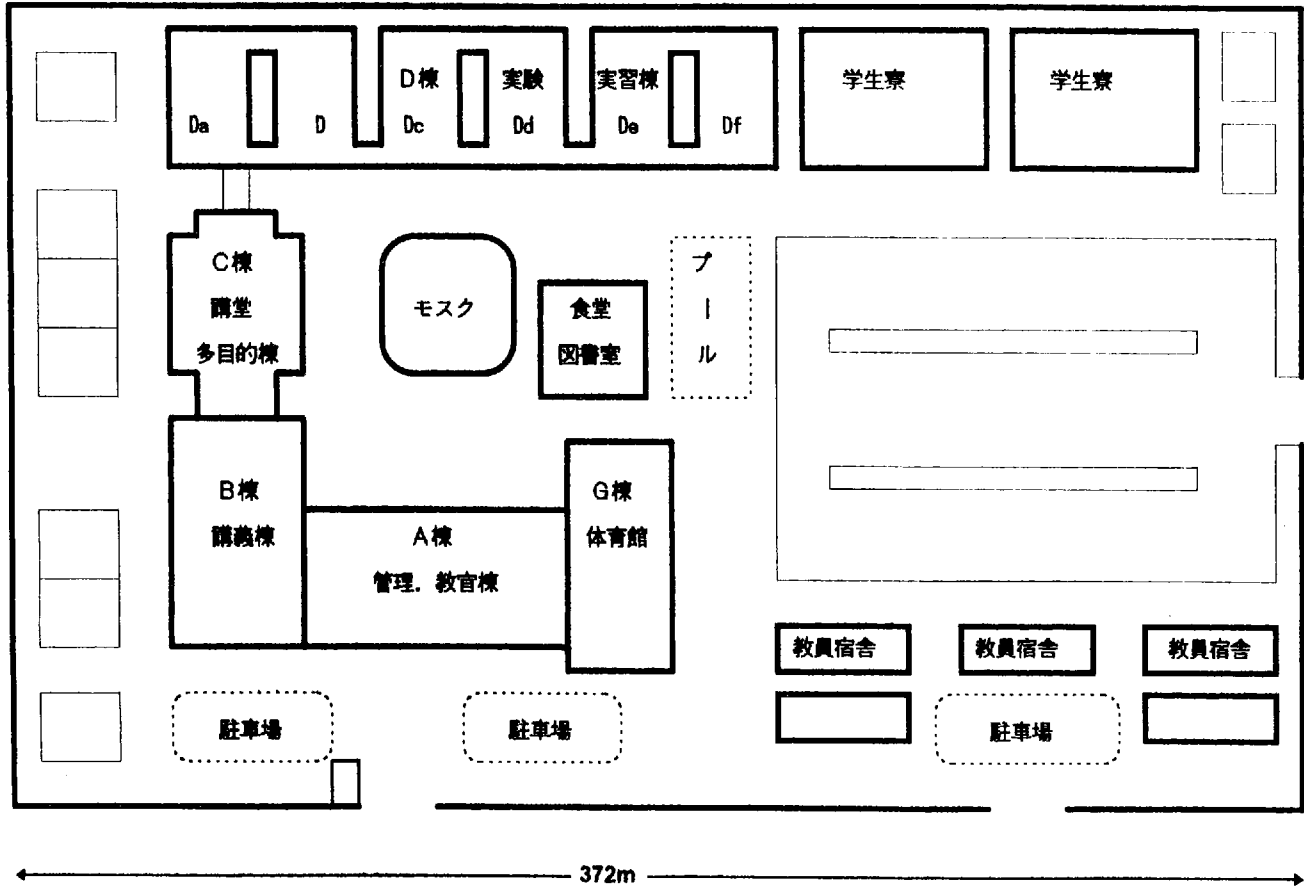 D棟 実験 実習棟
Da D Dc Dd De Df
学生寮
学生寮
C棟
講堂
多目的棟
モスク
食堂
図書室
プール
B棟
講義棟
A棟
管理．教官棟
G棟
体育館
教員宿舎
教員宿舎
教員宿舎
駐車場
駐車場
駐車場
372m